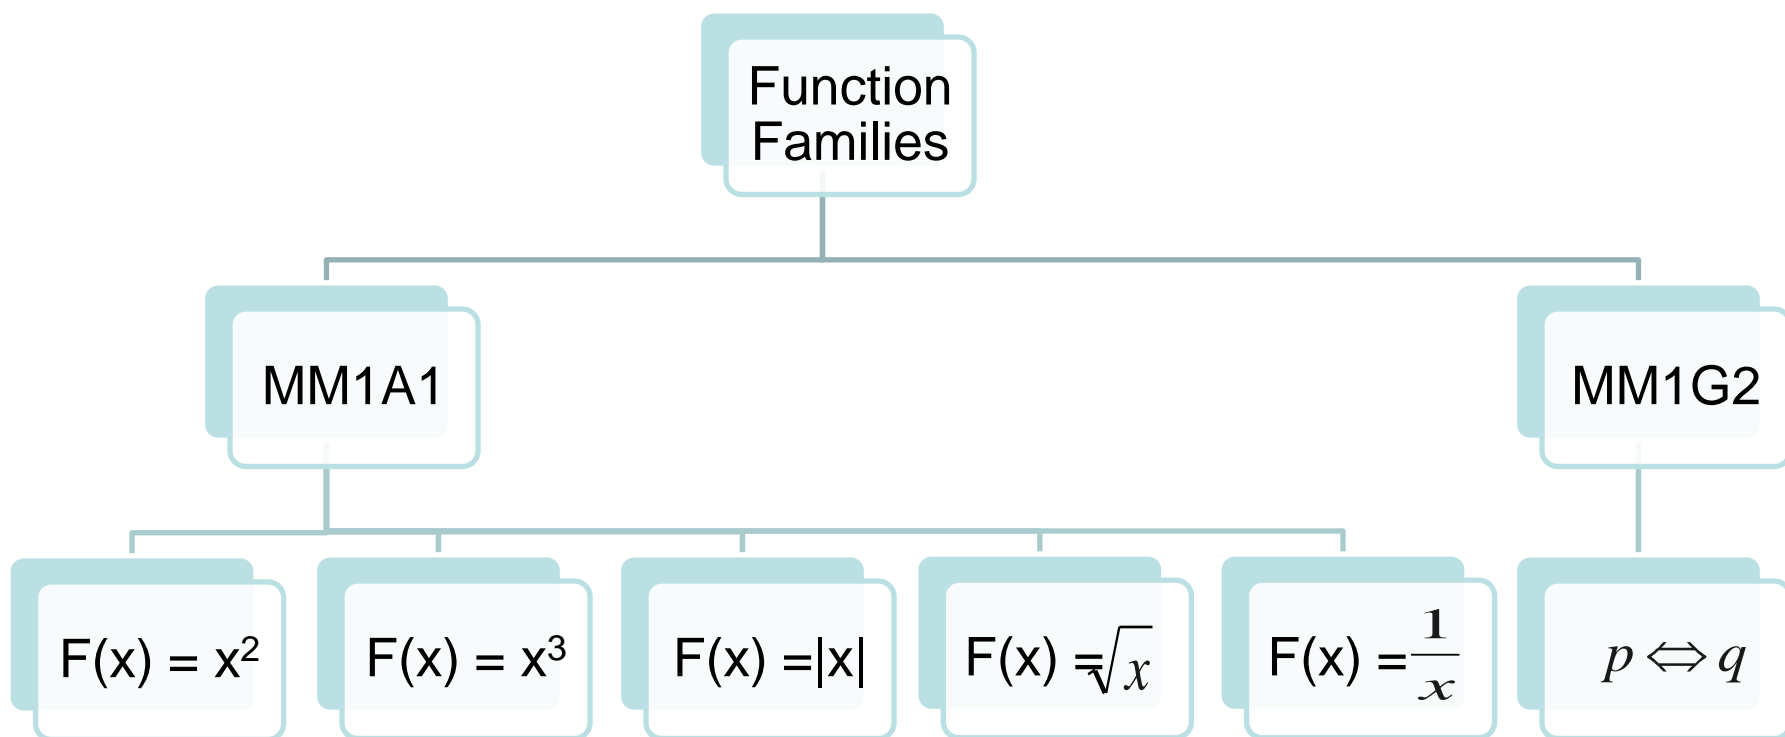 Function
Families
MM1A1
MM1G2
F(x) = x²
F(x) = x³
F(x) =|x|
F(x) =√x
F(x) =1/x
p ⇔ q